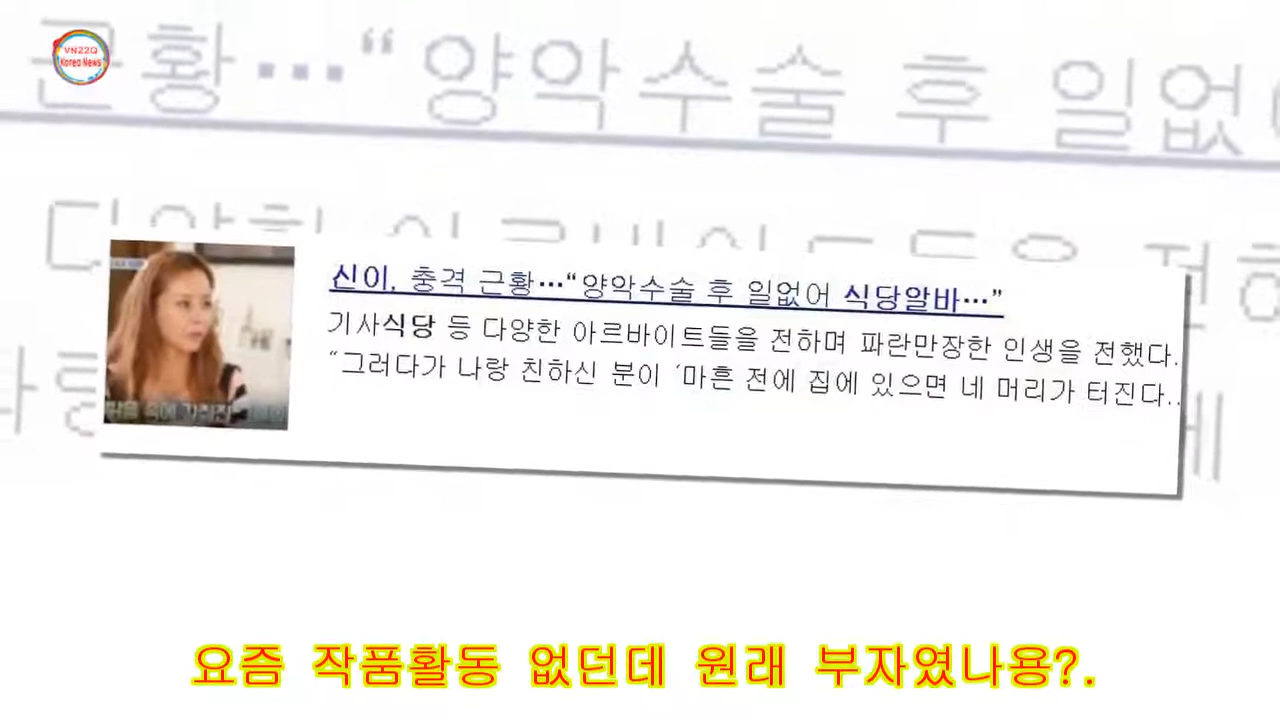 VN22Q
Korea News
근황…“양악수술 후 일없어
신이, 충격 근황…“양악수술 후 일없어 식당알바…”
기사식당 등 다양한 아르바이트들을 전하며 파란만장한 인생을 전했다.
“그러다가 나랑 친하신 분이 ´마흔 전에 집에 있으면 네 머리가 터진다..
요즘 작품활동 없던데 원래 부자였나용?.